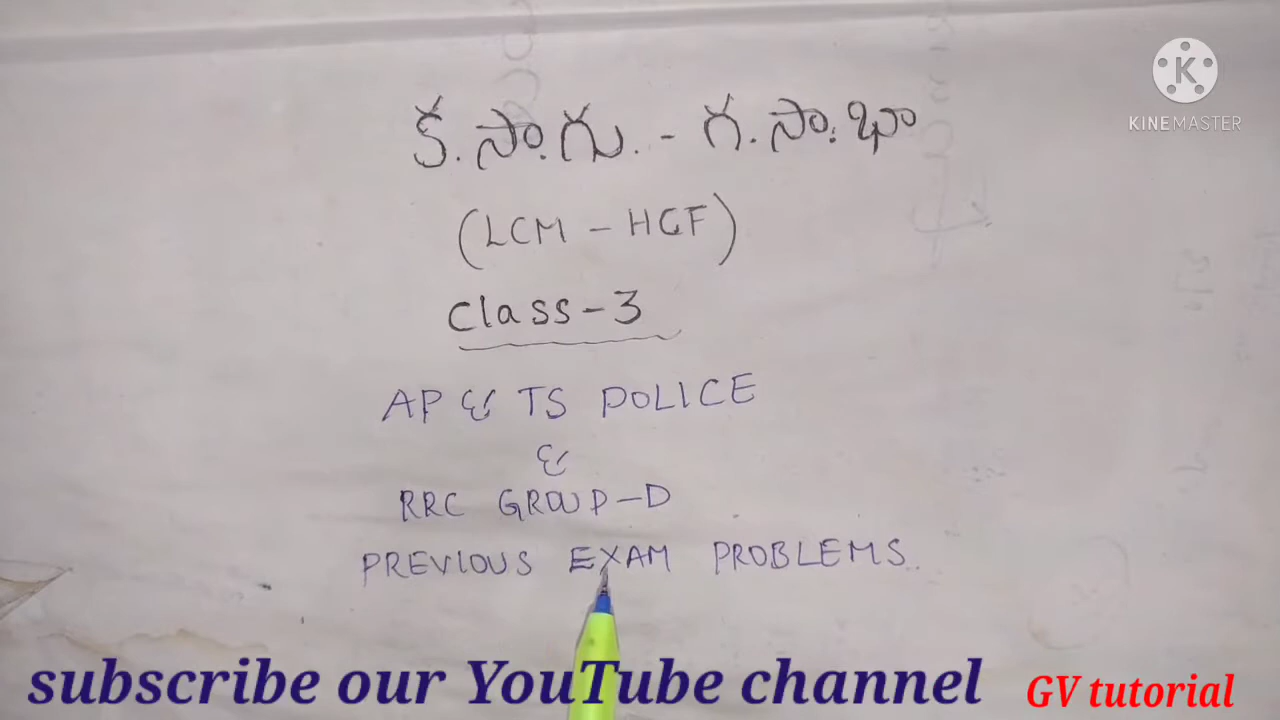 క.సా.గు. - గ.సా.భా
KINEMASTER
(LCM - HCF)
Class-3
AP & TS POLICE
&
RRC GROUP-D
PREVIOUS EXAM PROBLEMS.
subscribe our YouTube channel GV tutorial